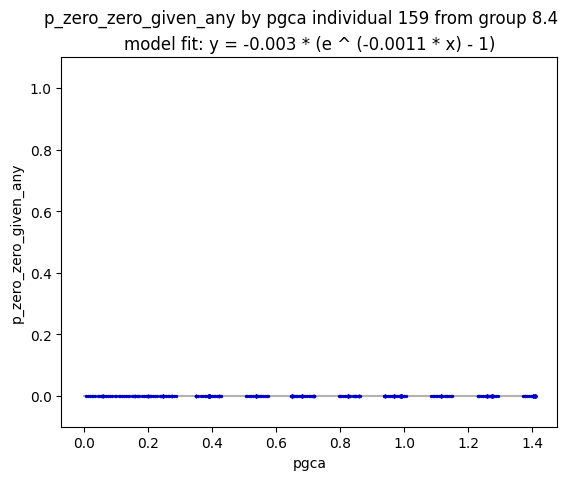 p_zero_zero_given_any by pgca individual 159 from group 8.4
model fit: y = -0.003 * (e ^ (-0.0011 * x) - 1)
p_zero_zero_given_any
1.0
0.8
0.6
0.4
0.2
0.0
0.0 0.2 0.4 0.6 0.8 1.0 1.2 1.4
pgca